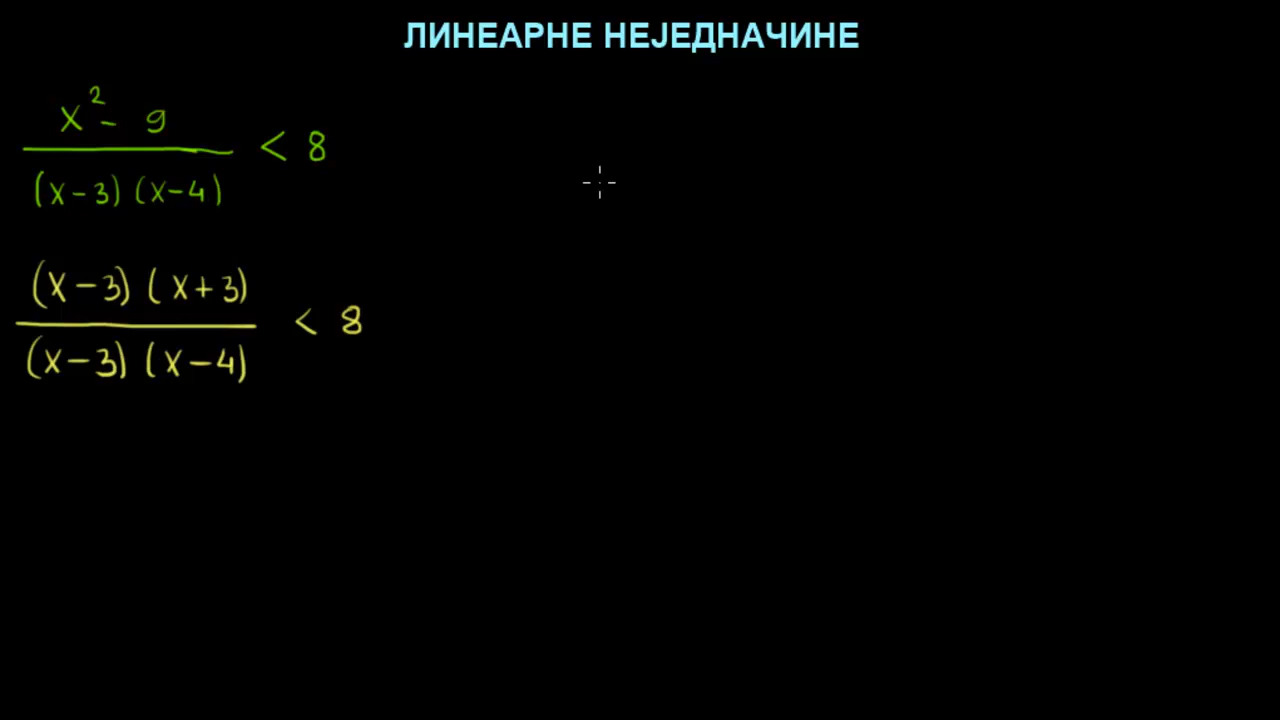 ЛИНЕАРНЕ НЕЈЕДНАЧИНЕ
x² - 9
/ (x-3) (x-4) < 8
(x-3) (x+3)
/ (x-3) (x-4) < 8